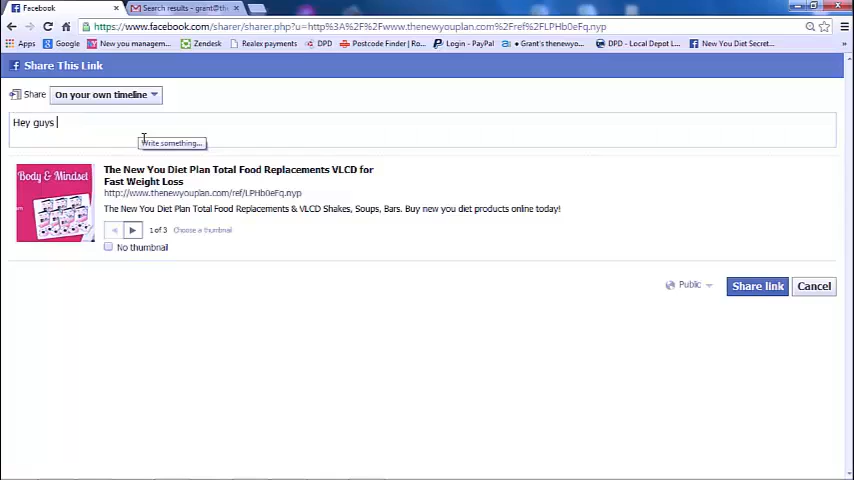 Facebook
Search results - grant@the
https://www.facebook.com/sharer/sharer.php?u=http%3A%2F%2Fwww.thenewyouplan.com%2Fref%2FLPHb0eFq.nyp
Apps Google New you managem... Zendesk Realex payments DPD Postcode Finder | Ro... Login - PayPal Grant's thenewyo... DPD - Local Depot L... New You Diet Secret...
Share This Link
Share On your own timeline
Hey guys
Write something...
Body & Mindset
The New You Diet Plan Total Food Replacements VLCD for
Fast Weight Loss
http://www.thenewyouplan.com/ref/LPHb0eFq.nyp
The New You Diet Plan Total Food Replacements & VLCD Shakes, Soups, Bars. Buy new you diet products online today!
1 of 3 Choose a thumbnail
No thumbnail
Public Share link Cancel